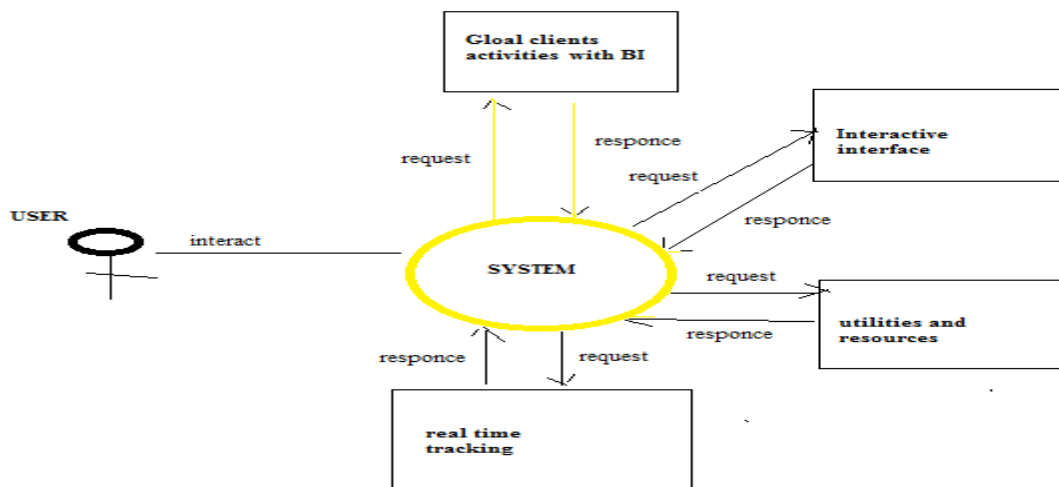 Gloal clients
activities with BI
request
responce
Interactive
interface
request
responce
USER
interact
SYSTEM
request
responce
utilities and
resources
responce
request
real time
tracking